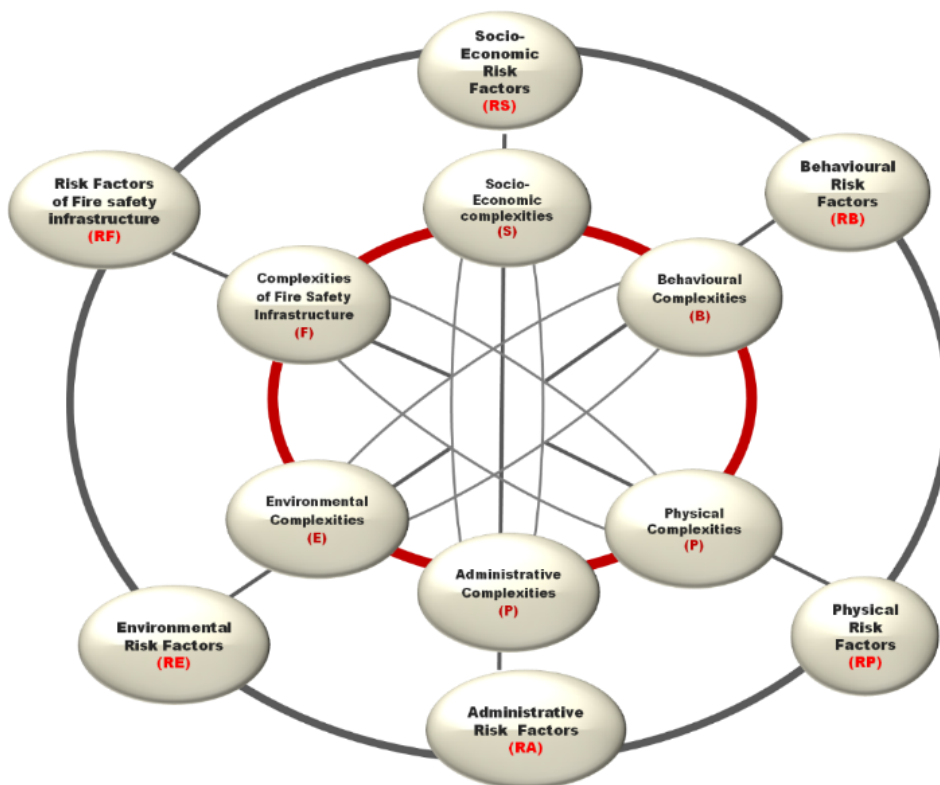 Socio-
Economic
Risk
Factors
(RS)
Risk Factors
of Fire safety
infrastructure
(RF)
Socio-
Economic
complexities
(S)
Behavioural
Risk
Factors
(RB)
Complexities
of Fire Safety
Infrastructure
(F)
Behavioural
Complexities
(B)
Environmental
Complexities
(E)
Physical
Complexities
(P)
Administrative
Complexities
(P)
Environmental
Risk Factors
(RE)
Physical
Risk
Factors
(RP)
Administrative
Risk Factors
(RA)